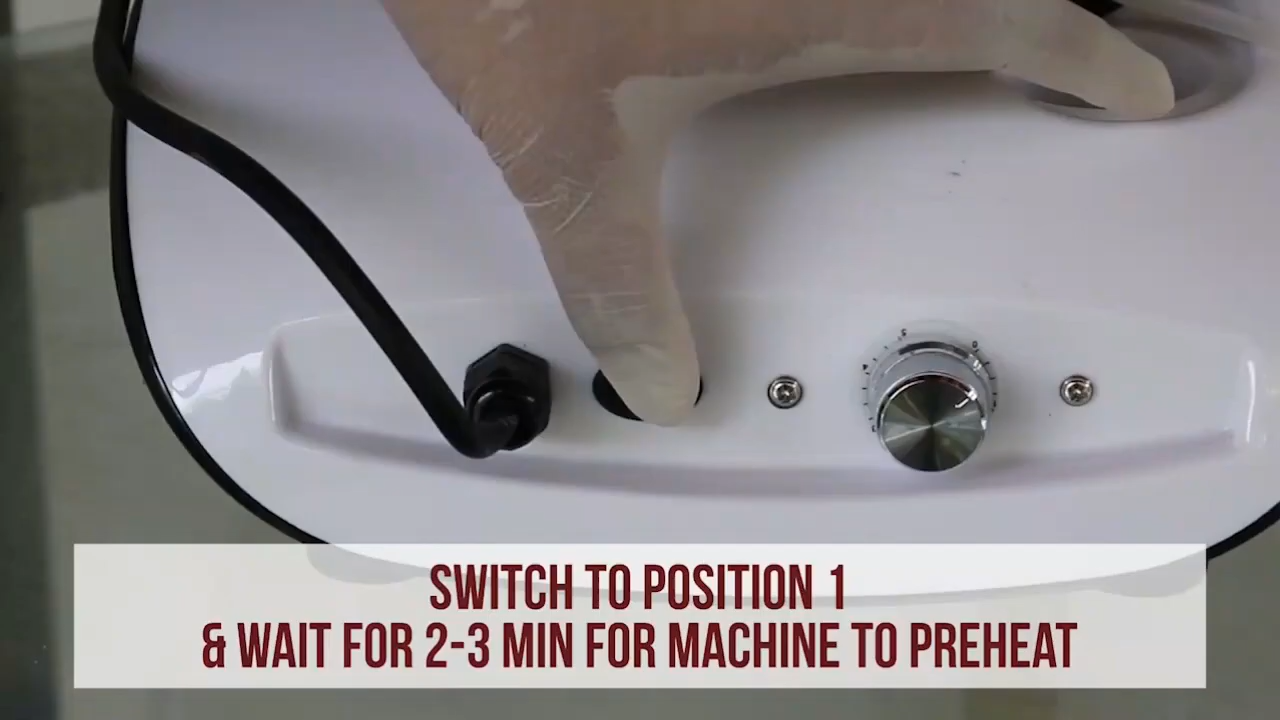 SWITCH TO POSITION 1
& WAIT FOR 2-3 MIN FOR MACHINE TO PREHEAT